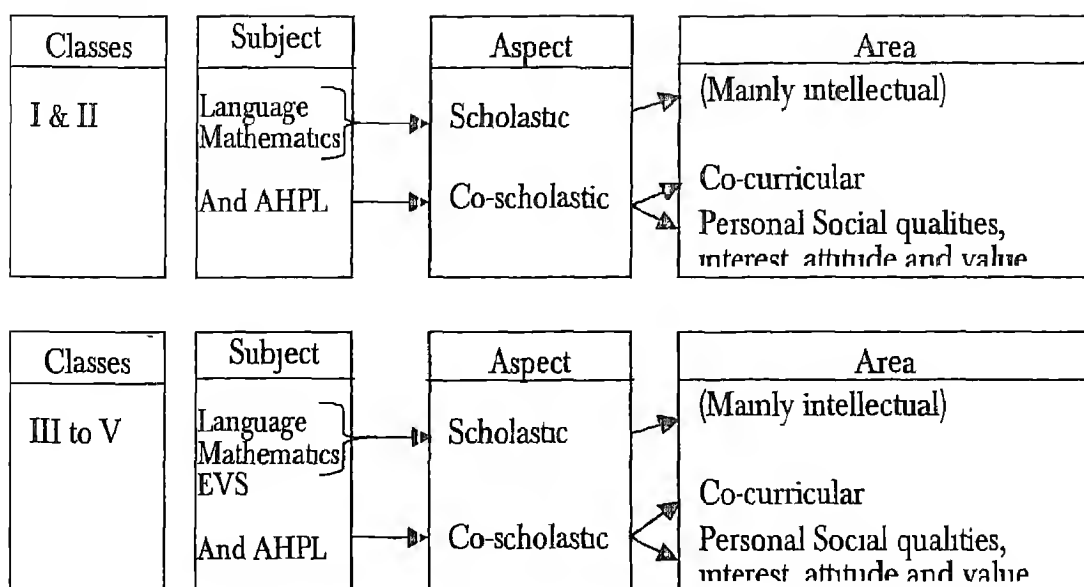 Classes
Subject
Aspect
Area
I & II
Language
Mathematics
And AHPL
Scholastic
Co-scholastic
(Mainly intellectual)
Co-curricular
Personal Social qualities,
interest, attitude and value
Classes
Subject
Aspect
Area
III to V
Language
Mathematics
EVS
And AHPL
Scholastic
Co-scholastic
(Mainly intellectual)
Co-curricular
Personal Social qualities,
interest, attitude and value